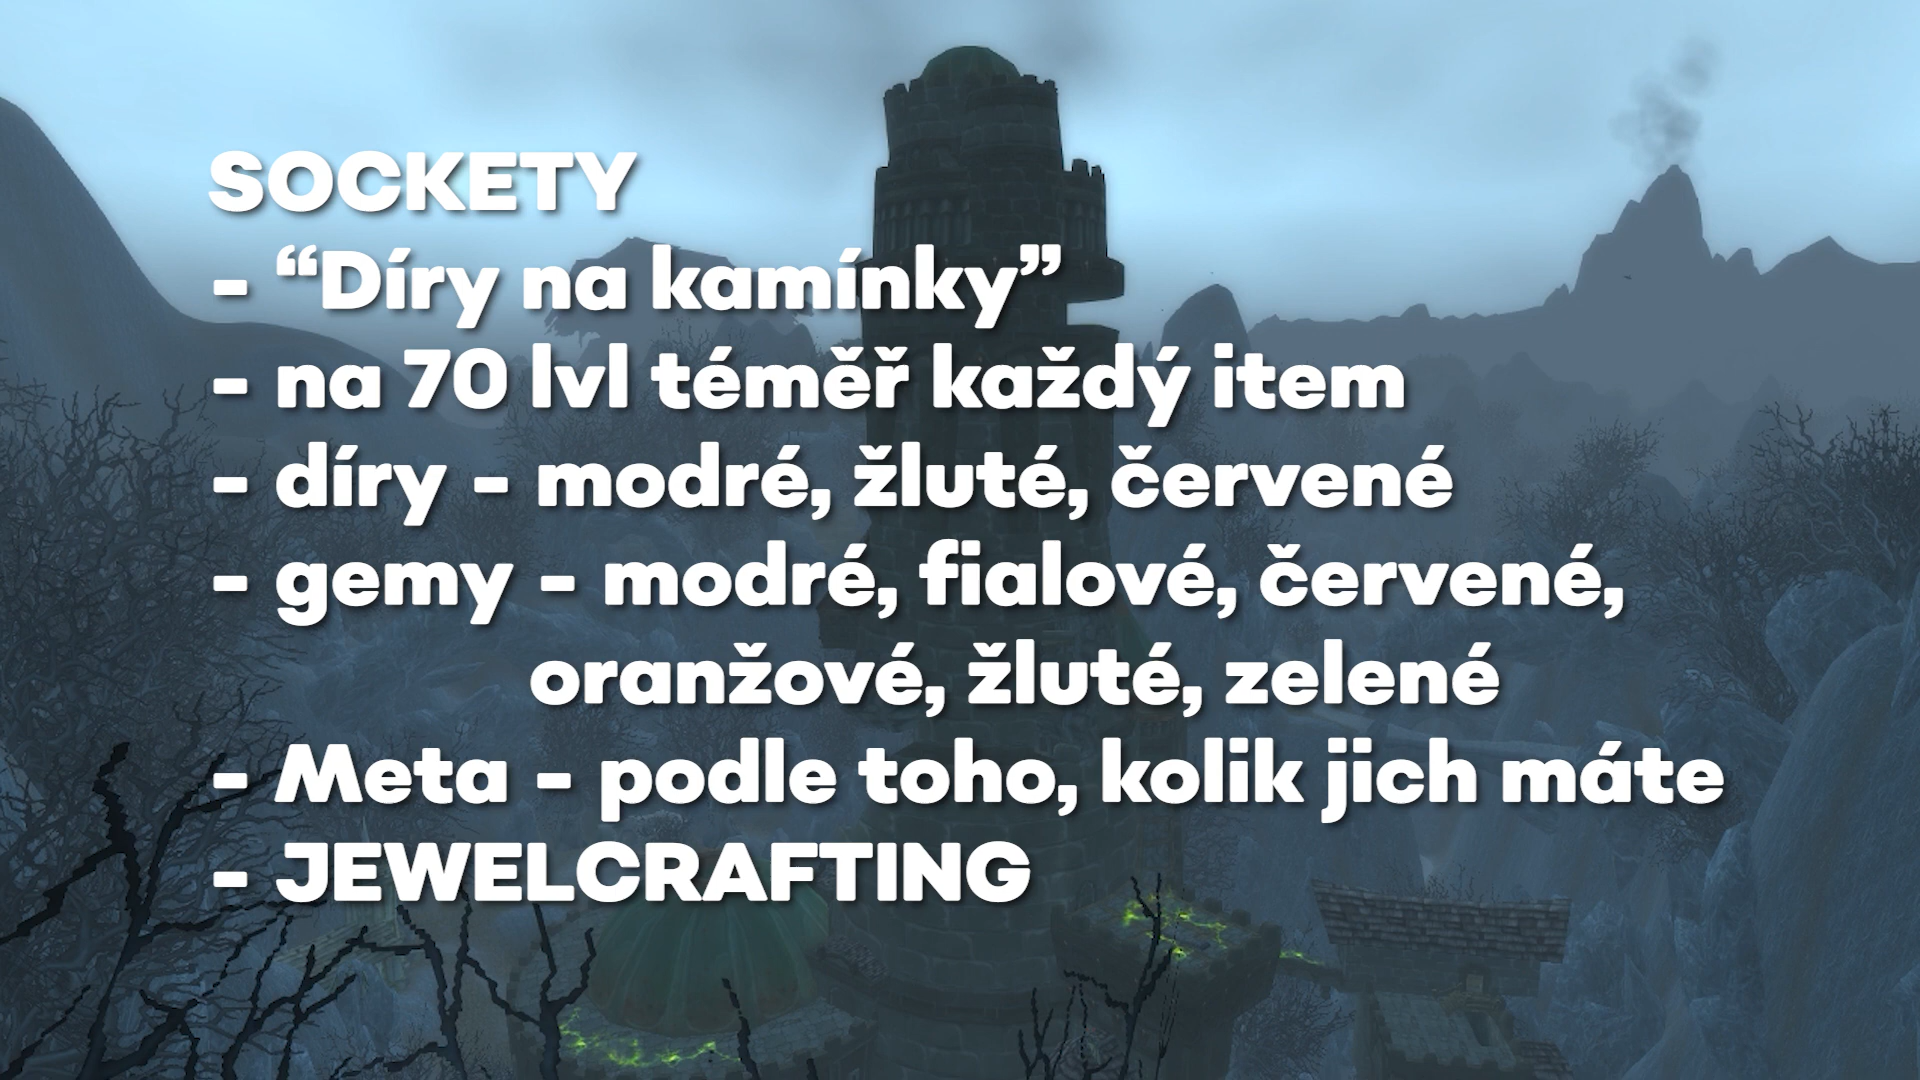 SOCKETY
- “Díry na kamínky”
- na 70 lvl téměř každý item
- díry - modré, žluté, červené
- gemy - modré, fialové, červené,
oranžové, žluté, zelené
- Meta - podle toho, kolik jich máte
- JEWELCRAFTING